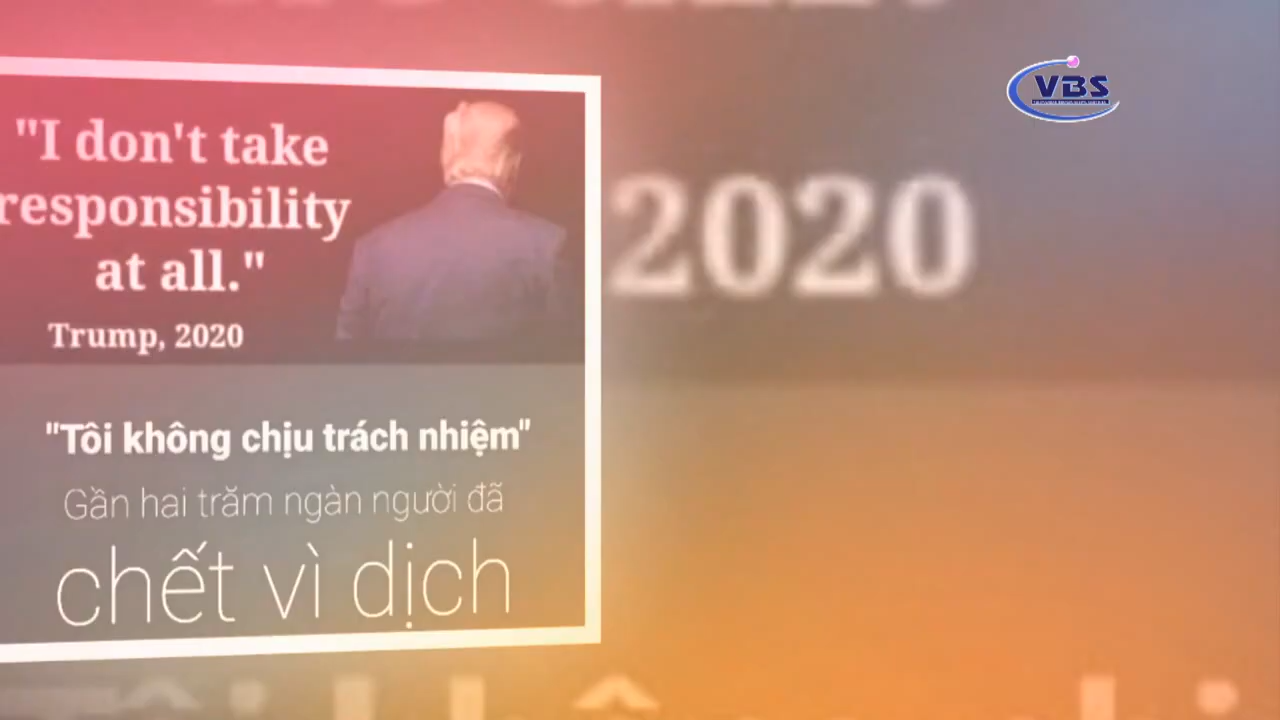 VBS
"I don't take
responsibility
at all."
Trump, 2020
2020
"Tôi không chịu trách nhiệm"
Gần hai trăm ngàn người đã
chết vì dịch